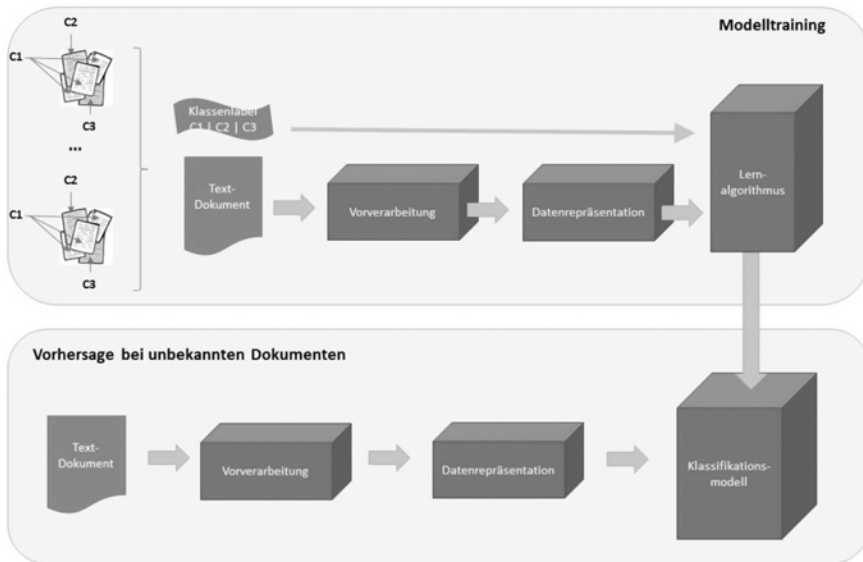 C2
Modelltraining
C1
Klassenlabel
C1 | C2 | C3
C3
...
C2
Text-
Dokument
Vorverarbeitung
Datenrepräsentation
Lern-
algorithmus
C1
C3
Vorhersage bei unbekannten Dokumenten
Text-
Dokument
Vorverarbeitung
Datenrepräsentation
Klassifikations-
modell